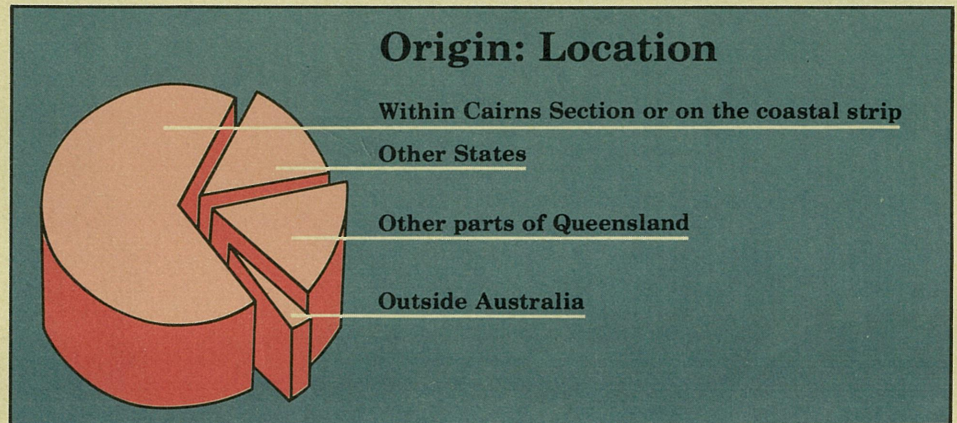 Origin: Location
Within Cairns Section or on the coastal strip
Other States
Other parts of Queensland
Outside Australia